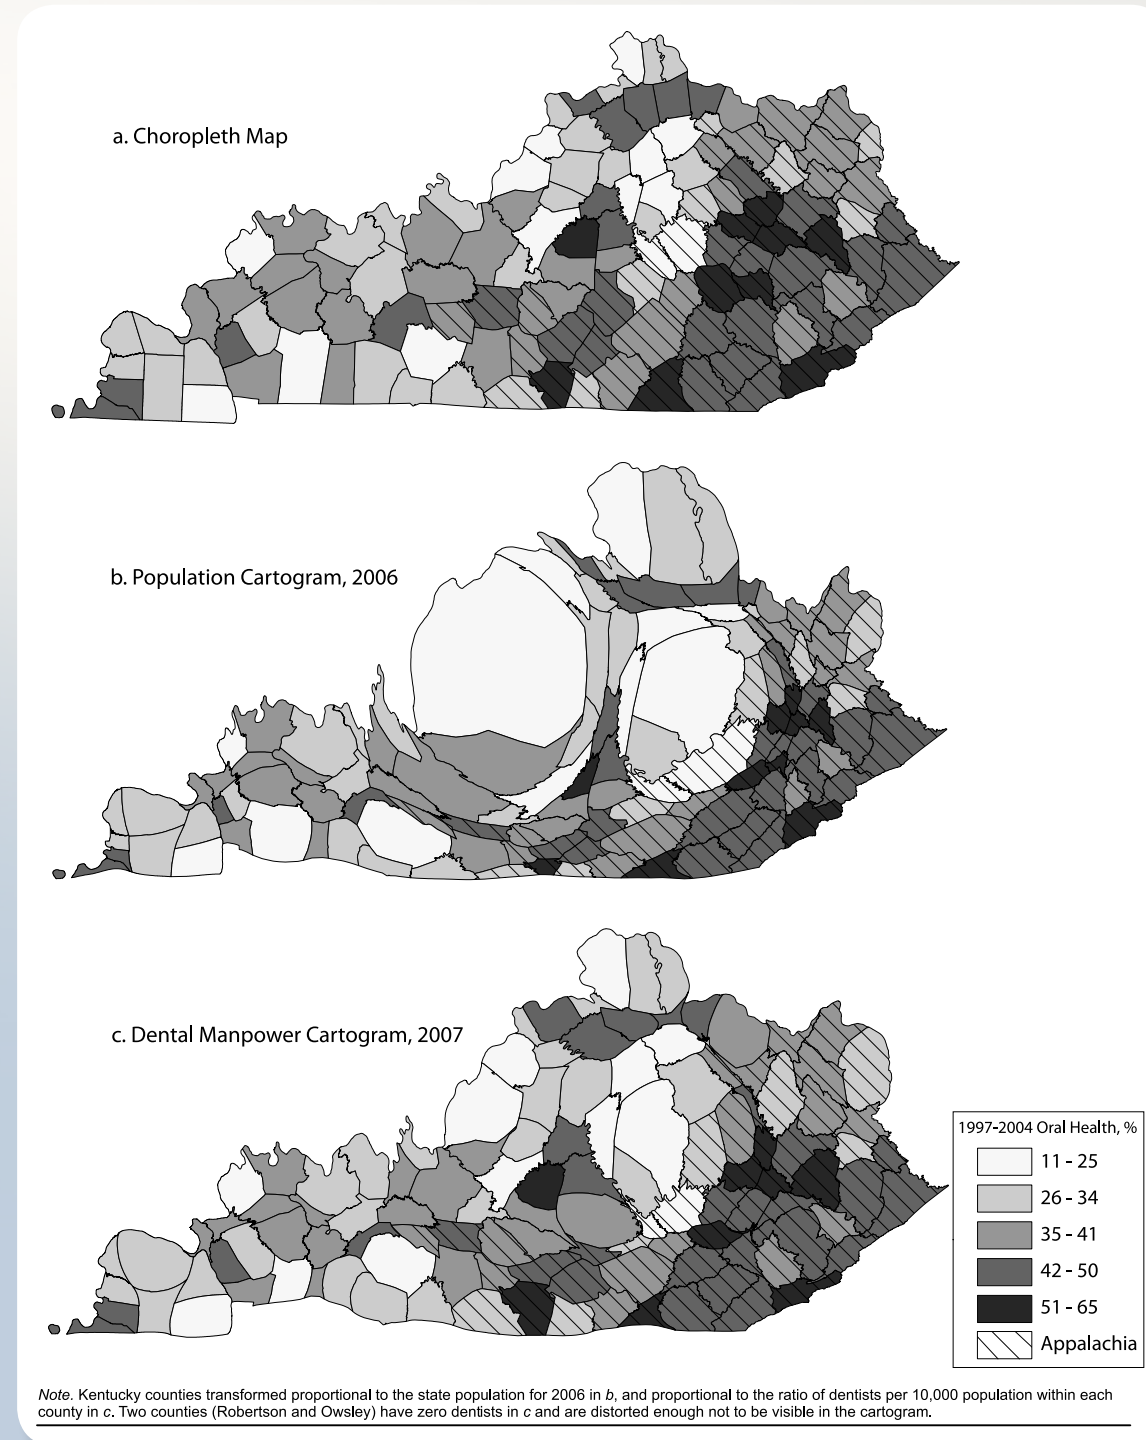 a. Choropleth Map
b. Population Cartogram, 2006
c. Dental Manpower Cartogram, 2007
1997-2004 Oral Health, %
11 - 25
26 - 34
35 - 41
42 - 50
51 - 65
Appalachia
Note. Kentucky counties transformed proportional to the state population for 2006 in b, and proportional to the ratio of dentists per 10,000 population within each
county in c. Two counties (Robertson and Owsley) have zero dentists in c and are distorted enough not to be visible in the cartogram.